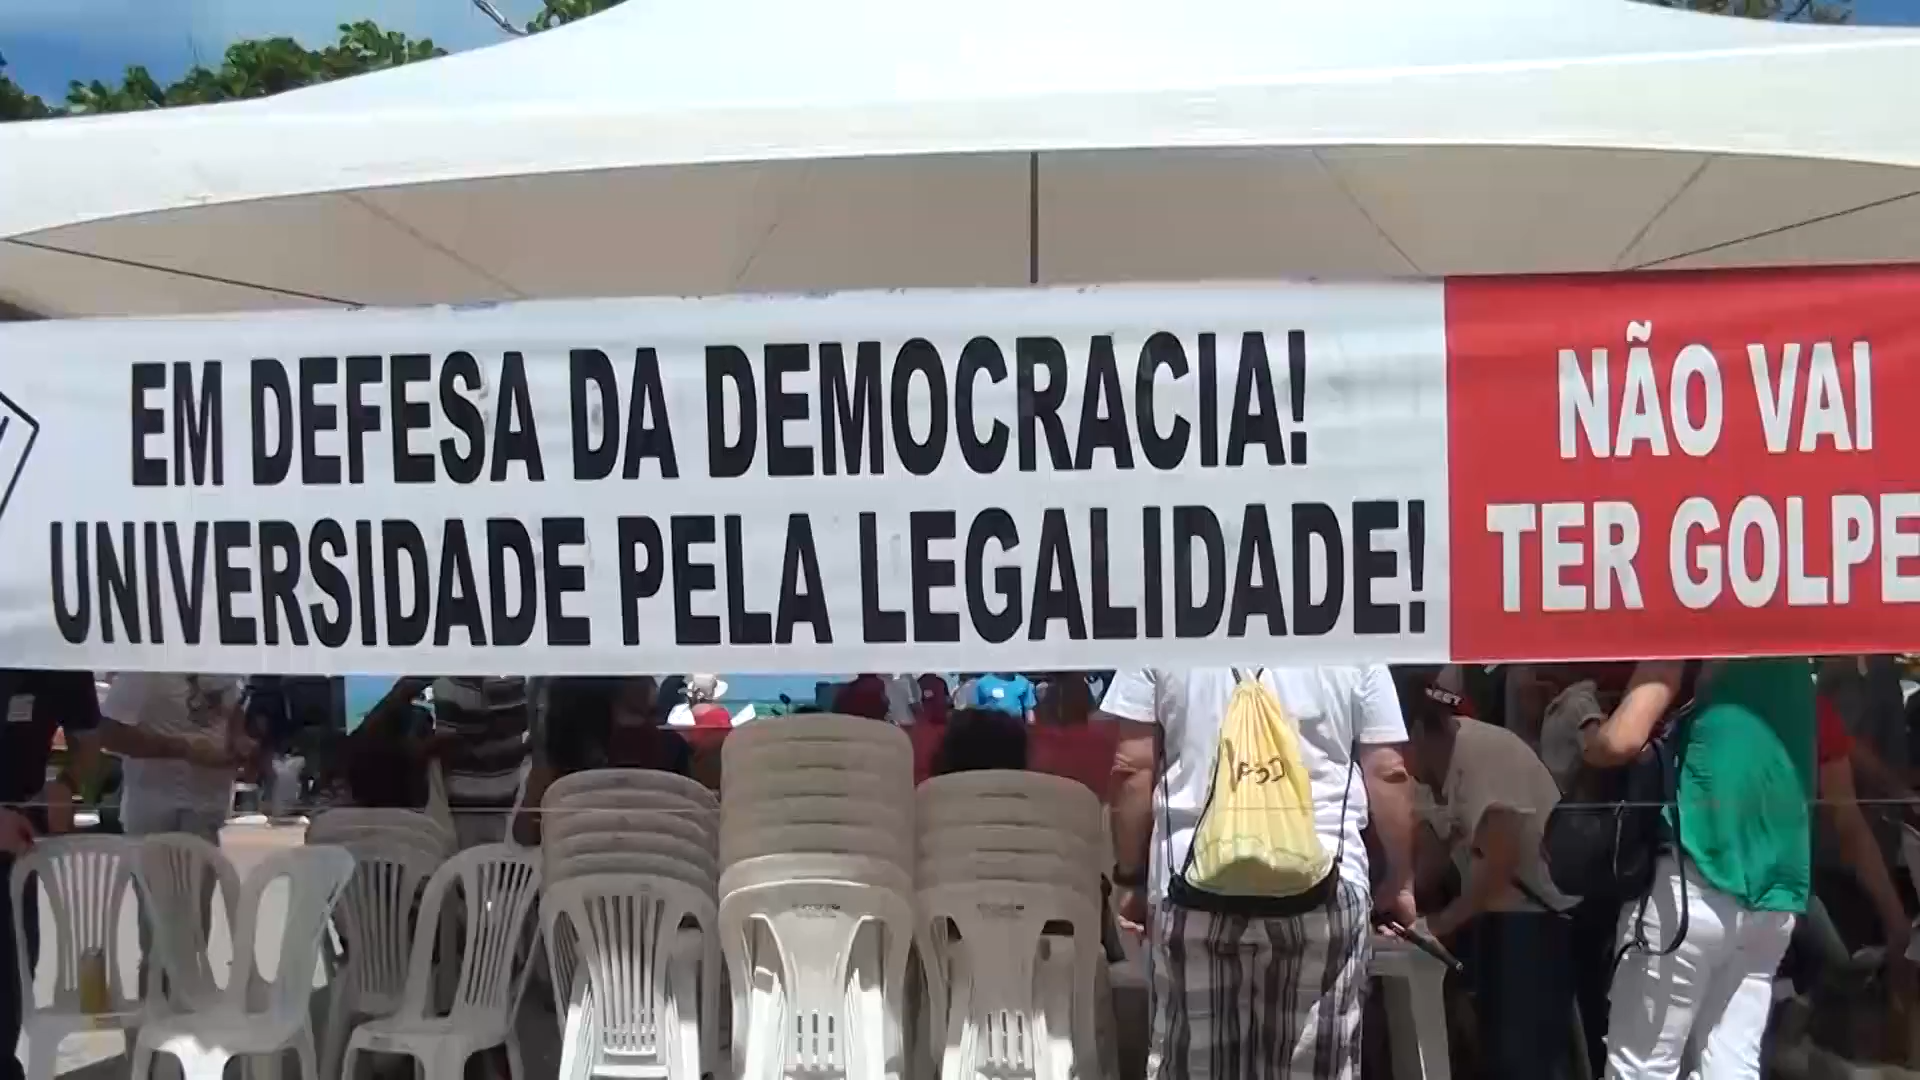 EM DEFESA DA DEMOCRACIA!
UNIVERSIDADE PELA LEGALIDADE!
NÃO VAI
TER GOLPE